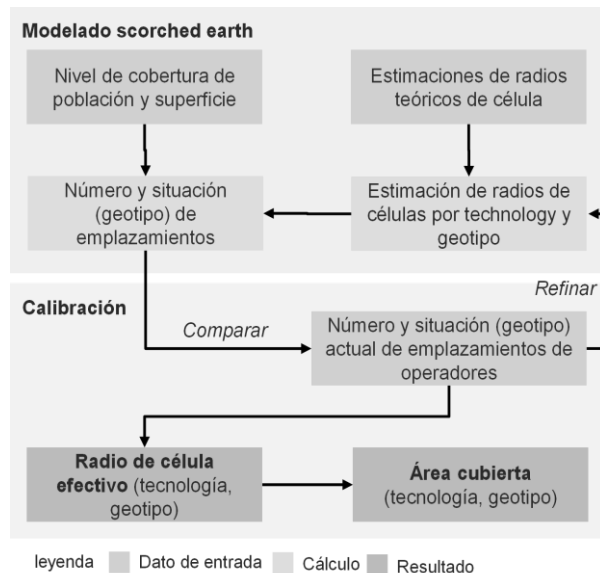 Modelado scorched earth
Nivel de cobertura de
población y superficie
Estimaciones de radios
teóricos de célula
Número y situación
(geotipo) de
emplazamientos
Estimación de radios de
células por technology y
geotipo
Refinar
Calibración
Comparar
Número y situación (geotipo)
actual de emplazamientos de
operadores
Radio de célula
efectivo (tecnología,
geotipo)
Área cubierta
(tecnología, geotipo)
leyenda Dato de entrada Cálculo Resultado